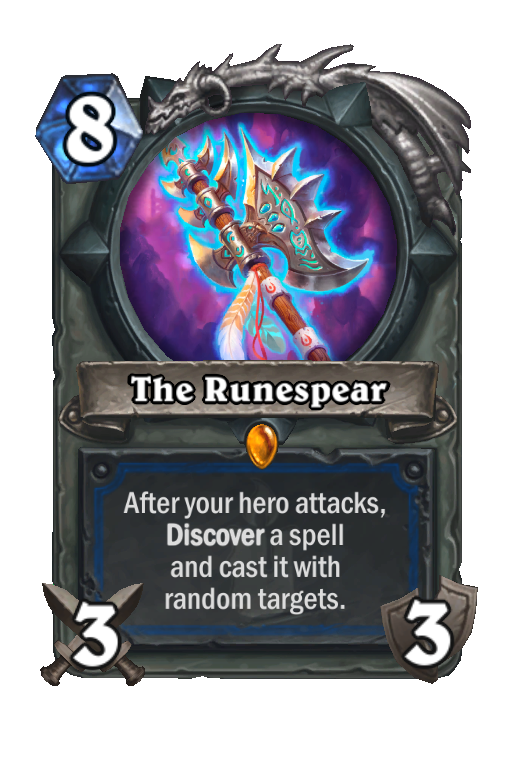 8
The Runespear
After your hero attacks,
Discover a spell
and cast it with
random targets.
3
3